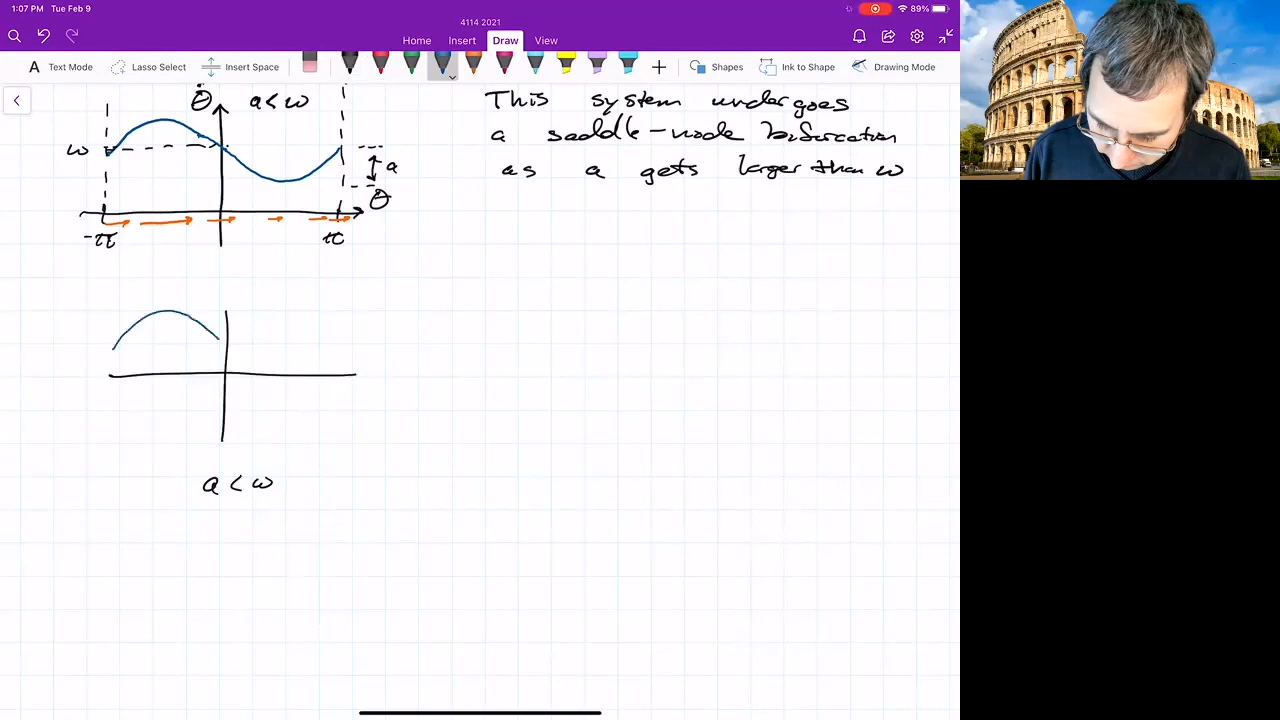 1:07 PM Tue Feb 9
89%
4114 2021
Home Insert Draw View
Text Mode Lasso Select Insert Space Shapes Ink to Shape Drawing Mode
θ̇ a<ω
This system undergoes
a saddle-node bifurcation
as a gets larger than ω
ω
a
θ
-π π
a < ω